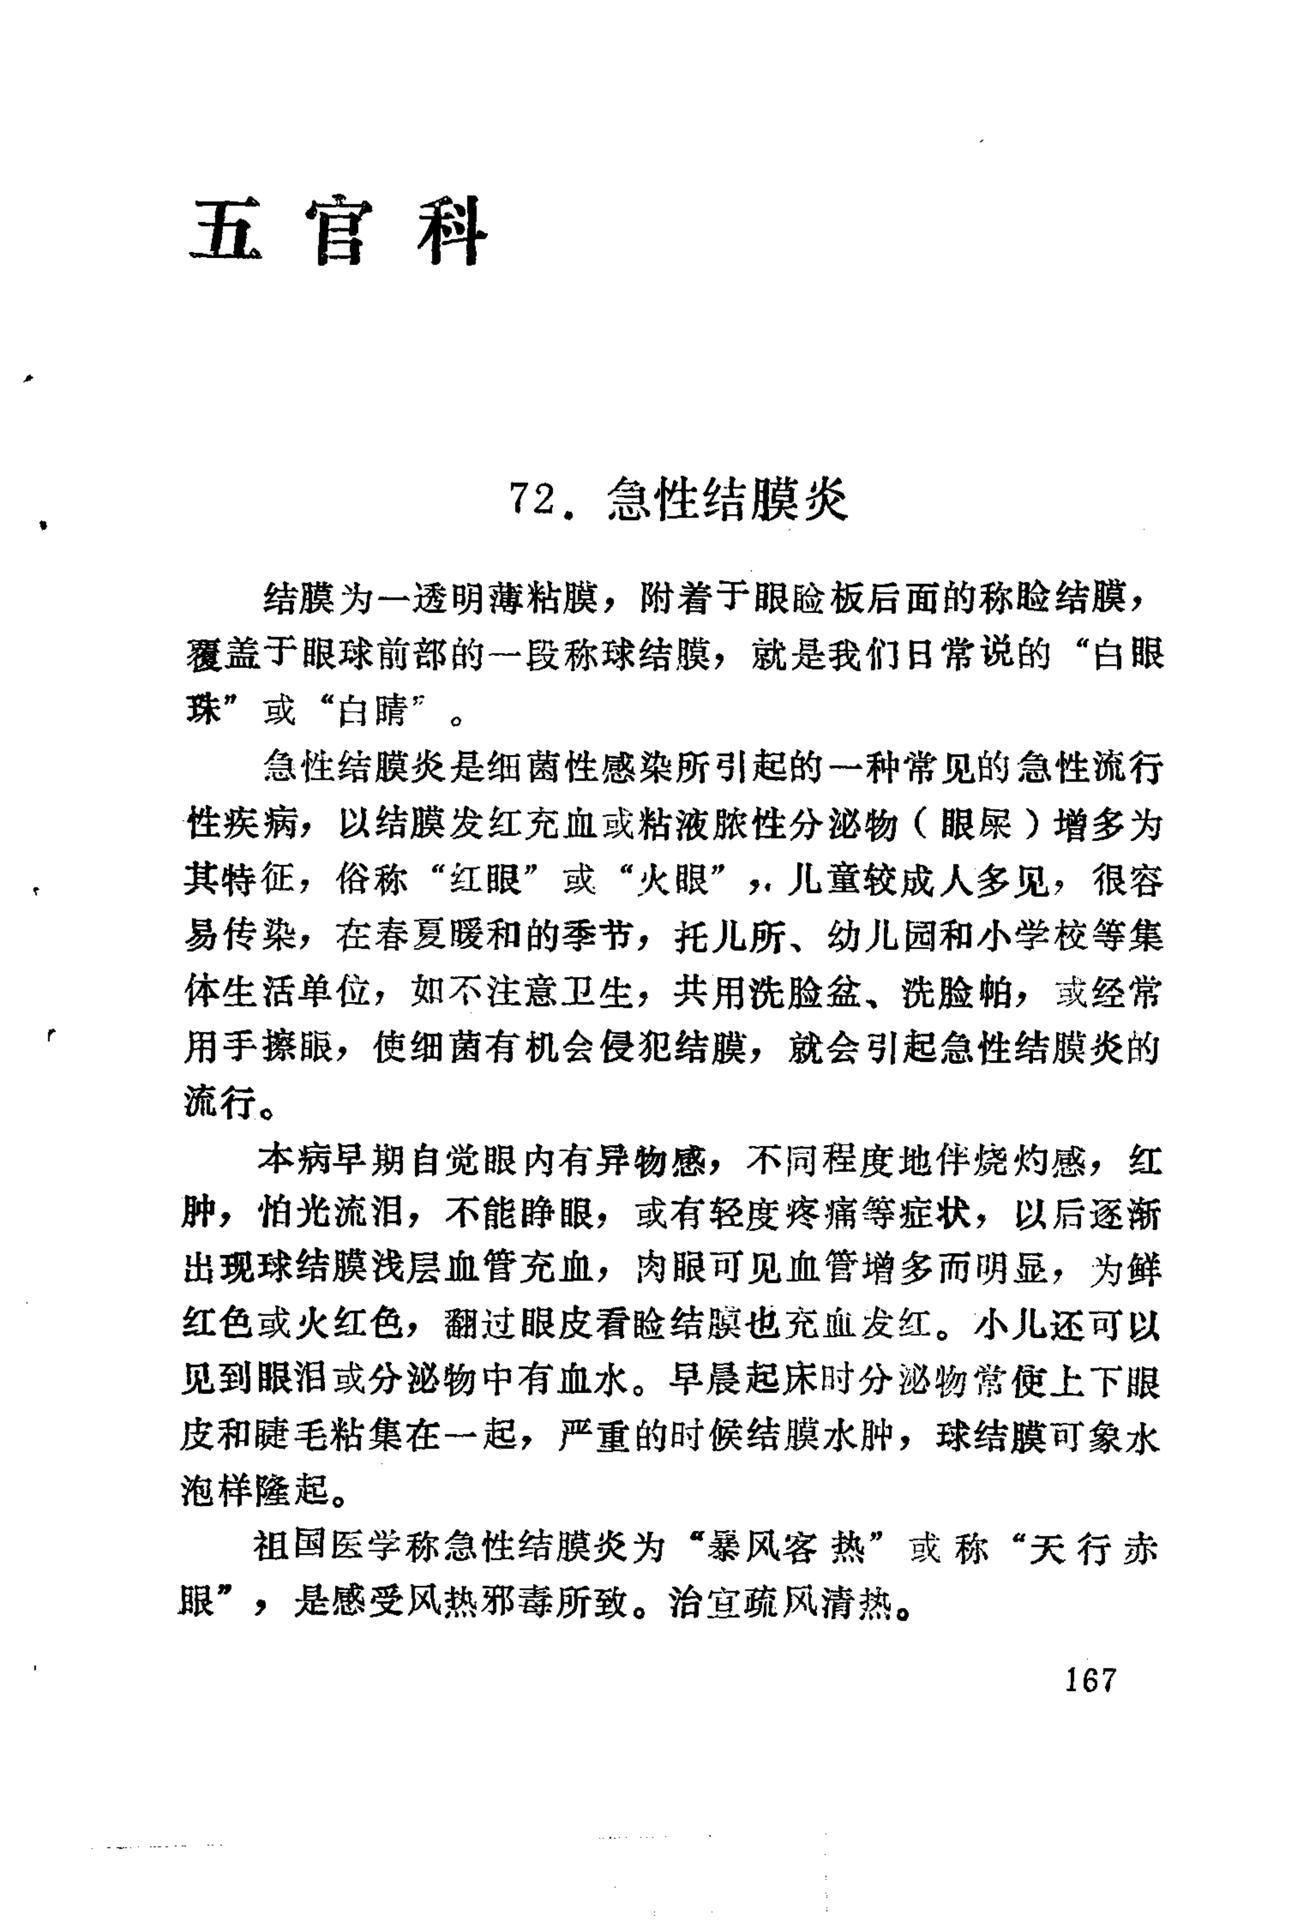 五官科
72．急性结膜炎
结膜为一透明薄粘膜，附着于眼睑板后面的称睑结膜，
覆盖于眼球前部的一段称球结膜，就是我们日常说的“白眼
珠”或“白睛”。
急性结膜炎是细菌性感染所引起的一种常见的急性流行
性疾病，以结膜发红充血或粘液脓性分泌物（眼屎）增多为
其特征，俗称“红眼”或“火眼”，儿童较成人多见，很容
易传染，在春夏暖和的季节，托儿所、幼儿园和小学校等集
体生活单位，如不注意卫生，共用洗脸盆、洗脸帕，或经常
用手擦眼，使细菌有机会侵犯结膜，就会引起急性结膜炎的
流行。
本病早期自觉眼内有异物感，不同程度地伴烧灼感，红
肿，怕光流泪，不能睁眼，或有轻度疼痛等症状，以后逐渐
出现球结膜浅层血管充血，肉眼可见血管增多而明显，为鲜
红色或火红色，翻过眼皮看睑结膜也充血发红。小儿还可以
见到眼泪或分泌物中有血水。早晨起床时分泌物常使上下眼
皮和睫毛粘集在一起，严重的时候结膜水肿，球结膜可象水
泡样隆起。
祖国医学称急性结膜炎为“暴风客热”或称“天行赤
眼”，是感受风热邪毒所致。治宜疏风清热。
167